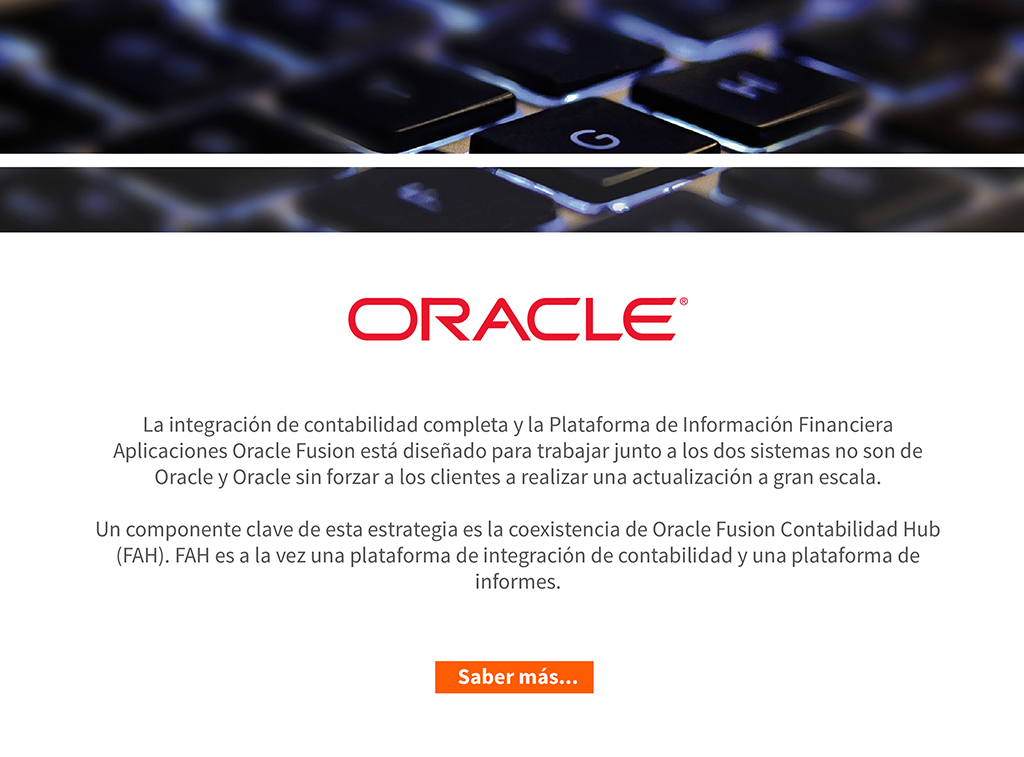 G
H
ORACLE®
La integración de contabilidad completa y la Plataforma de Información Financiera
Aplicaciones Oracle Fusion está diseñado para trabajar junto a los dos sistemas no son de
Oracle y Oracle sin forzar a los clientes a realizar una actualización a gran escala.
Un componente clave de esta estrategia es la coexistencia de Oracle Fusion Contabilidad Hub
(FAH). FAH es a la vez una plataforma de integración de contabilidad y una plataforma de
informes.
Saber más...